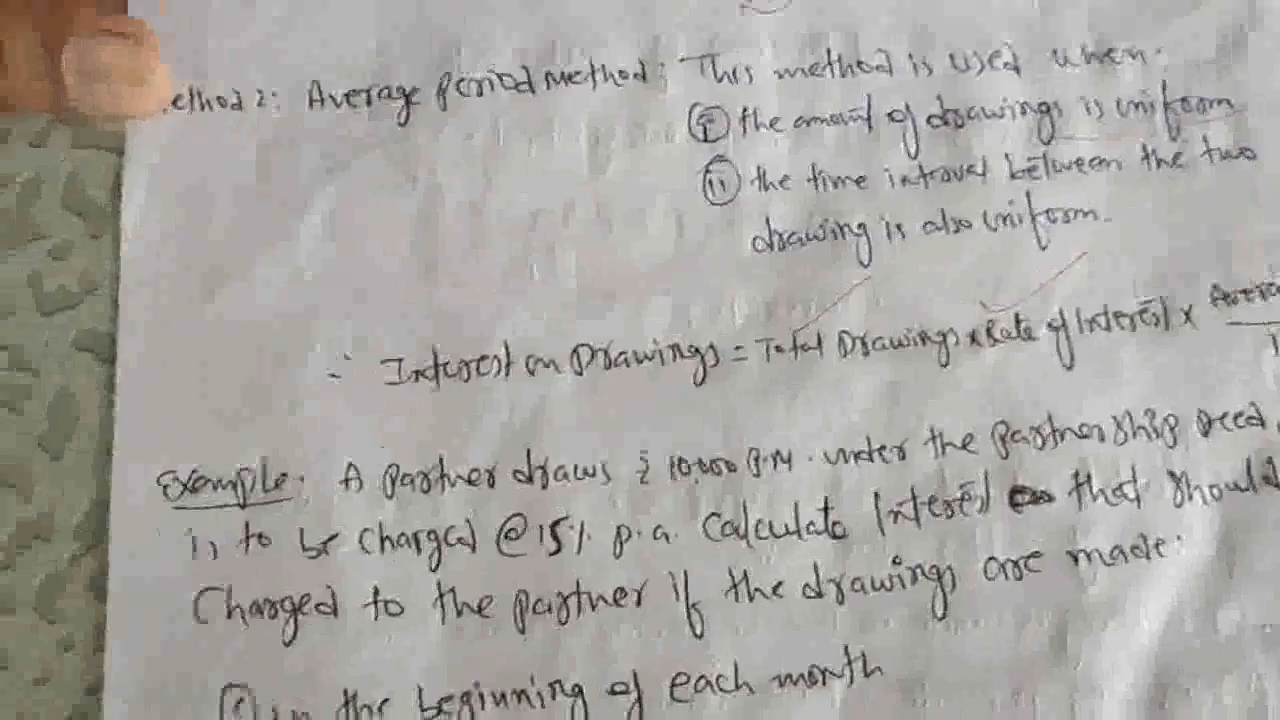 ethod 2: Average period method: This method is used when:
(i) the amount of drawings is uniform
(ii) the time intraval between the two
drawing is also uniform.
∴ Interest on Drawings = Total Drawings x Rate of Interest x Avera
Example: A partner draws ₹ 10,000 P.M. under the partnership deed,
is to be charged @ 15% p.a. Calculate Interest that should
Charged to the partner if the drawings are made:
(i) in the beginning of each month